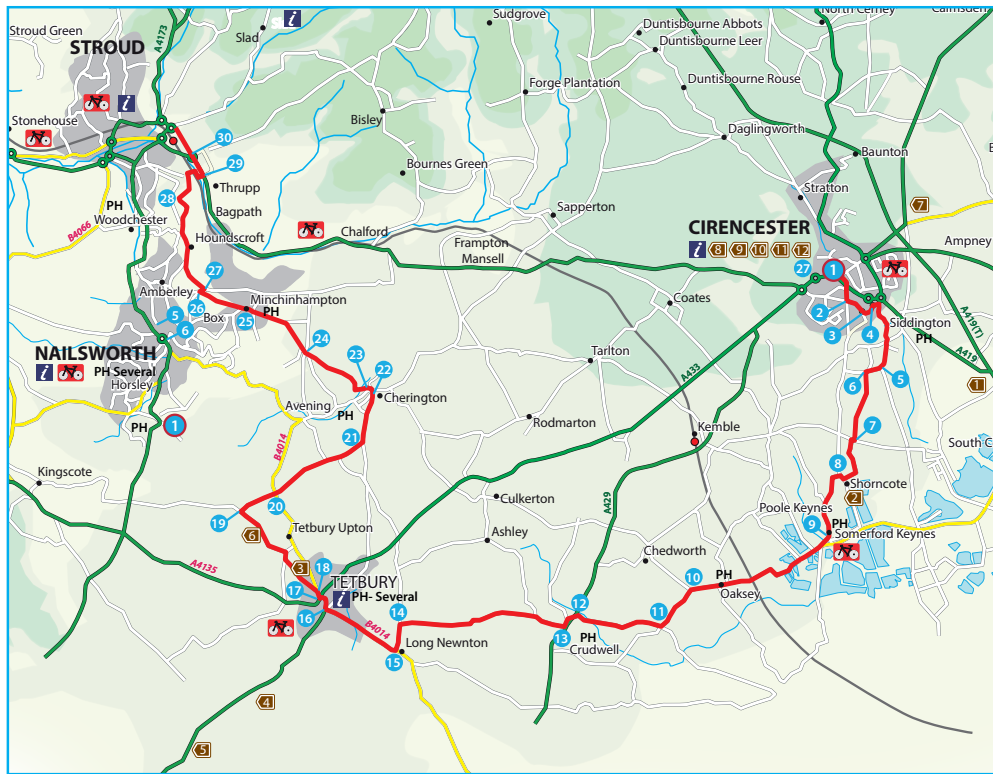 Stroud Green
A4173
Slad
i
Sudgrove
Duntisbourne Abbots
North Cerney
Calmsden
STROUD
i
Duntisbourne Leer
Stonehouse
Forge Plantation
Duntisbourne Rouse
Bisley
30
Daglingworth
29
Thrupp
Bournes Green
Baunton
28
PH
Bagpath
Stratton
7
B4066
Woodchester
Chalford
Sapperton
CIRENCESTER
Houndscroft
Frampton
Mansell
i 8 9 10 11 12
Ampney
27
27
1
Amberley
26
Minchinhampton
PH
Coates
2
5
Box
25
3
4
Siddington
PH
A419(T)
6
24
A419
NAILSWORTH
i
PH Several
23
22
Tarlton
A433
6
5
1
Horsley
Cherington
Avening
PH
Rodmarton
PH
1
21
Kemble
7
B4014
South C
Kingscote
8
Shorncote
2
19
20
Culkerton
A429
Poole Keynes
PH
9
Somerford Keynes
6
Tetbury Upton
Ashley
Chedworth
A4135
3
18
TETBURY
i
PH- Several
10
PH
Oaksey
17
16
14
12
11
B4014
13
PH
Crudwell
15
Long Newnton
4
5